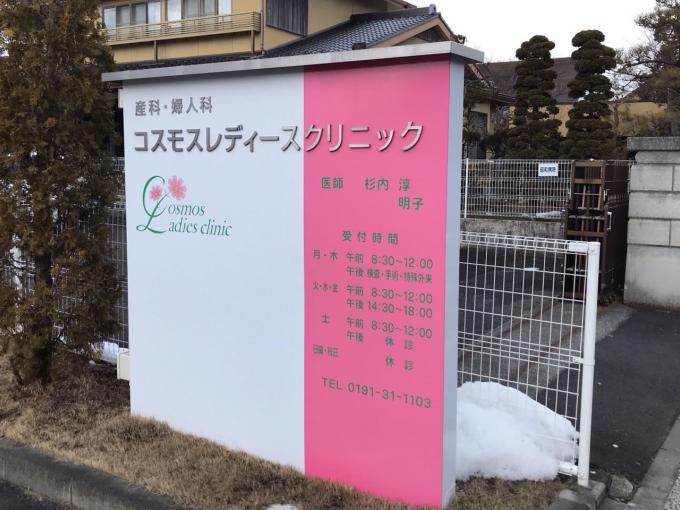 産科・婦人科
コスモスレディースクリニック
Cosmos
Ladies clinic
医師 杉内 淳
明子
受付時間
月・木 午前 8:30～12:00
午後 検査・手術・特殊外来
火・水・金 午前 8:30～12:00
午後 14:30～18:00
土 午前 8:30～12:00
午後 休 診
日曜・祝日 休 診
TEL 0191-31-1103